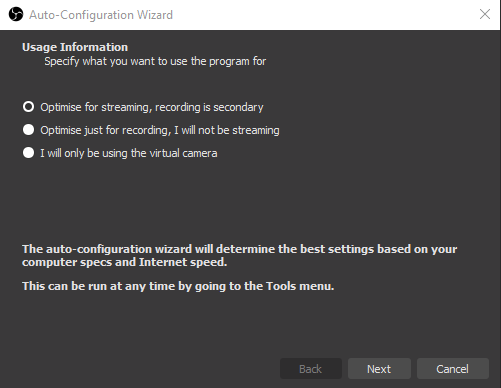 Auto-Configuration Wizard
Usage Information
Specify what you want to use the program for
Optimise for streaming, recording is secondary
Optimise just for recording, I will not be streaming
I will only be using the virtual camera
The auto-configuration wizard will determine the best settings based on your
computer specs and Internet speed.
This can be run at any time by going to the Tools menu.
Back
Next
Cancel